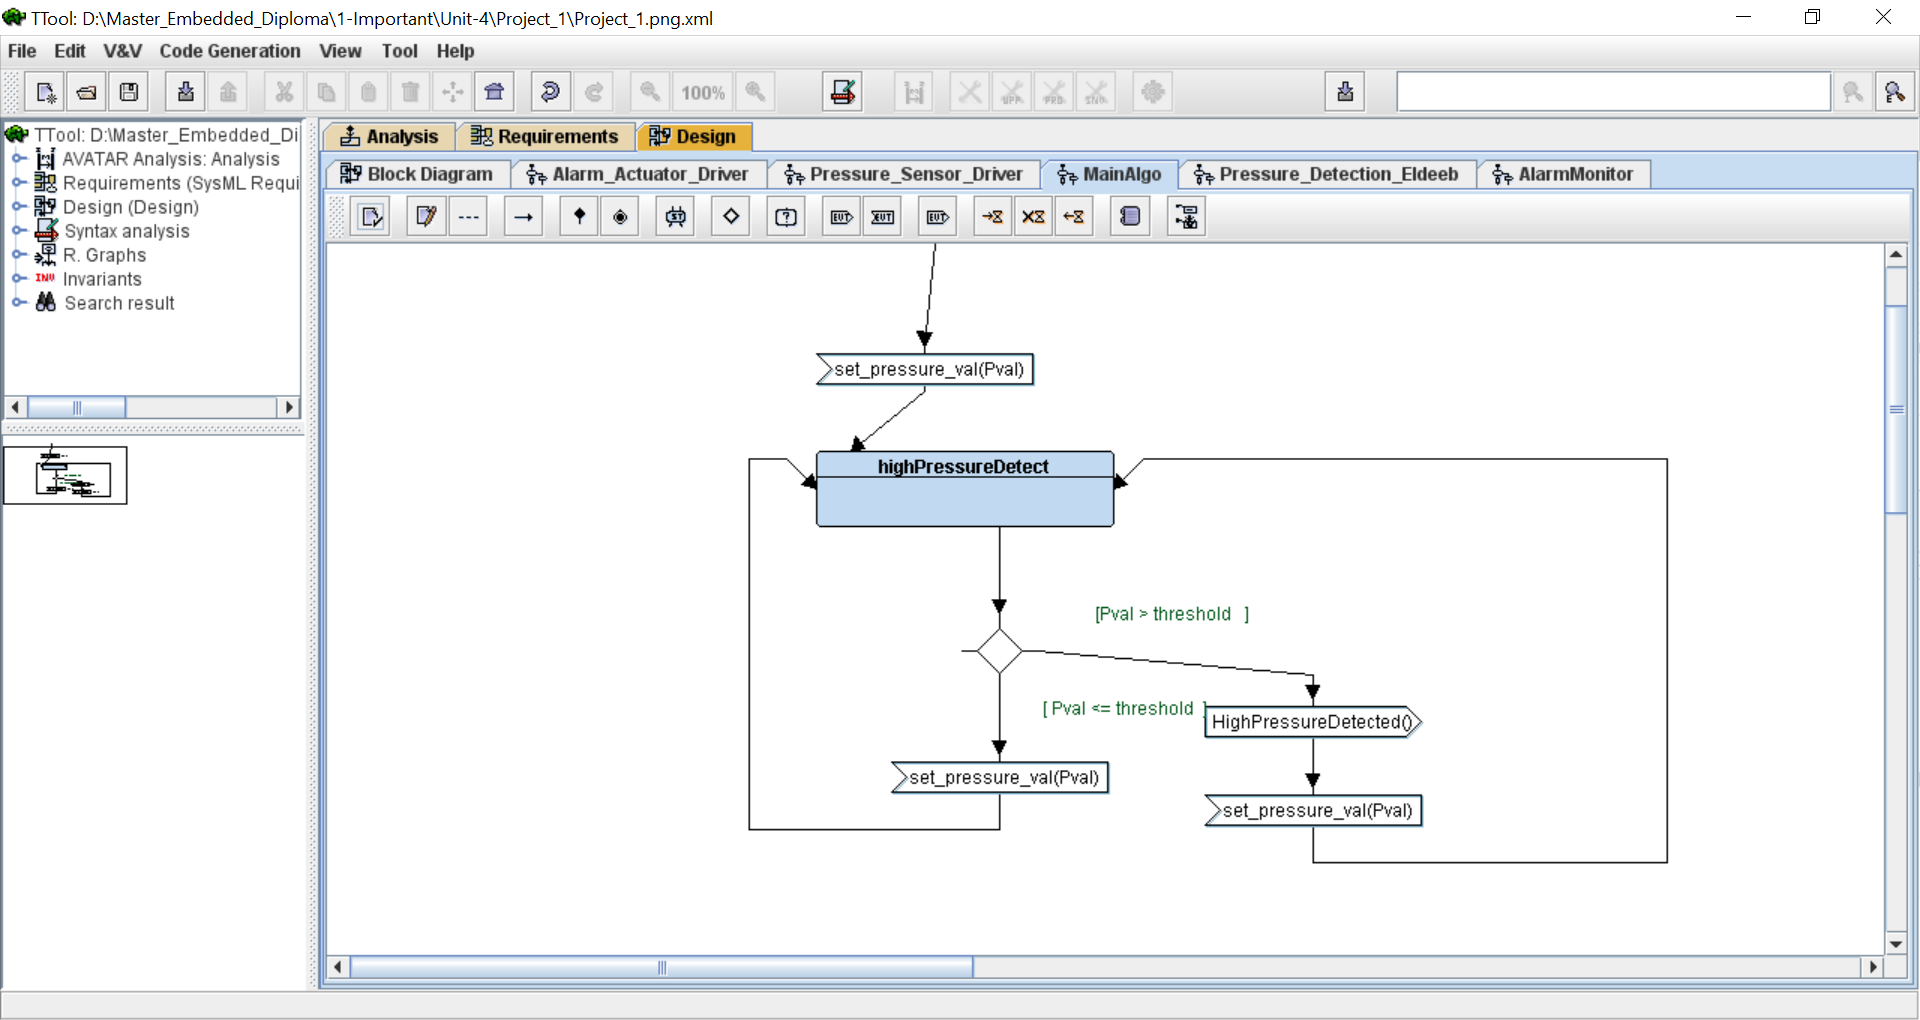 TTool: D:\Master_Embedded_Diploma\1-Important\Unit-4\Project_1\Project_1.png.xml
File Edit V&V Code Generation View Tool Help
100%
TTool: D:\Master_Embedded_Di
AVATAR Analysis: Analysis
Requirements (SysML Requi
Design (Design)
Syntax analysis
R. Graphs
INV Invariants
Search result
Analysis Requirements Design
Block Diagram Alarm_Actuator_Driver Pressure_Sensor_Driver MainAlgo Pressure_Detection_Eldeeb AlarmMonitor
set_pressure_val(Pval)
highPressureDetect
[Pval > threshold ]
[ Pval <= threshold ]
HighPressureDetected()
set_pressure_val(Pval)
set_pressure_val(Pval)